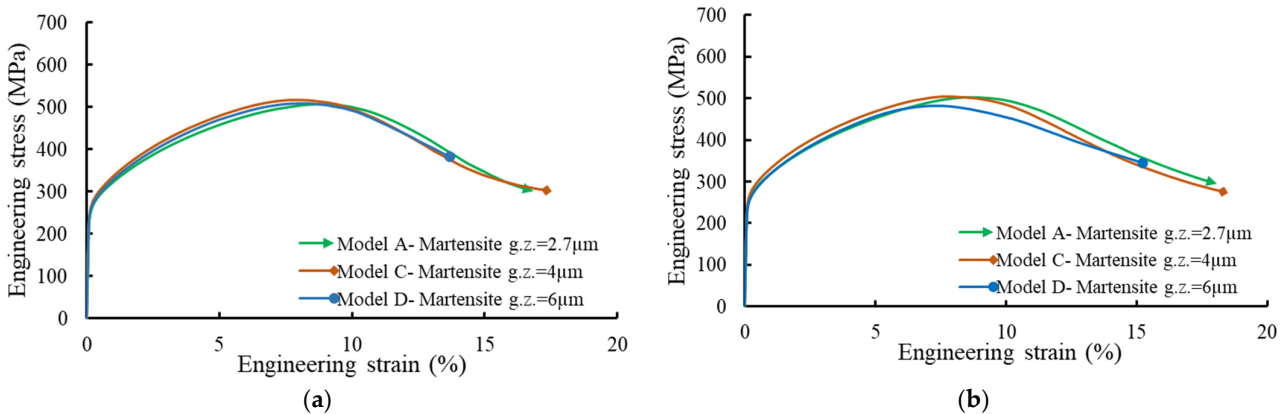 700
600
500
400
300
200
100
0
Engineering stress (MPa)
Model A- Martensite g.z.=2.7μm
Model C- Martensite g.z.=4μm
Model D- Martensite g.z.=6μm
0 5 10 15 20
Engineering strain (%)
(a)
700
600
500
400
300
200
100
0
Engineering stress (MPa)
Model A- Martensite g.z.=2.7μm
Model C- Martensite g.z.=4μm
Model D- Martensite g.z.=6μm
0 5 10 15 20
Engineering strain (%)
(b)